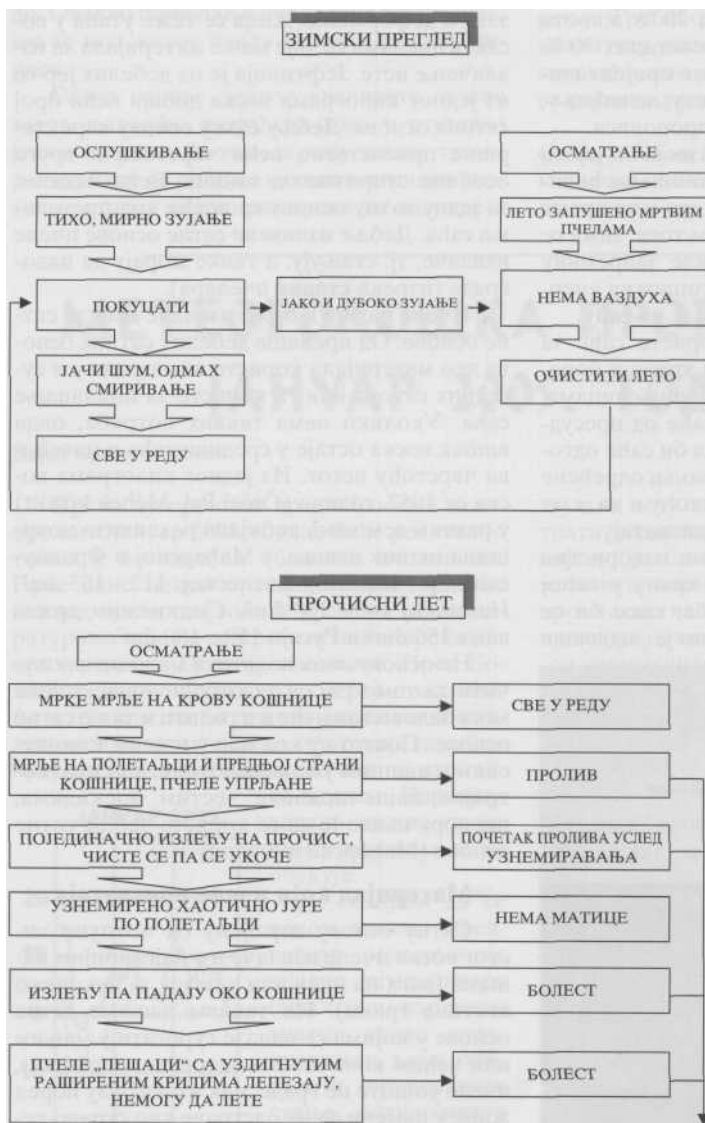 ЗИМСКИ ПРЕГЛЕД
ОСЛУШКИВАЊЕ
ОСМАТРАЊЕ
ТИХО, МИРНО ЗУЈАЊЕ
ЛЕТО ЗАПУШЕНО МРТВИМ
ПЧЕЛАМА
ПОКУЦАТИ
ЈАКО И ДУБОКО ЗУЈАЊЕ
НЕМА ВАЗДУХА
ЈАЧИ ШУМ, ОДМАХ
СМИРИВАЊЕ
ОЧИСТИТИ ЛЕТО
СВЕ У РЕДУ
ПРОЧИСНИ ЛЕТ
ОСМАТРАЊЕ
МРКЕ МРЉЕ НА КРОВУ КОШНИЦЕ
СВЕ У РЕДУ
МРЉЕ НА ПОЛЕТАЉЦИ И ПРЕДЊОЈ СТРАНИ
КОШНИЦЕ, ПЧЕЛЕ УПРЉАНЕ
ПРОЛИВ
ПОЈЕДИНАЧНО ИЗЛЕЋУ НА ПРОЧИСТ,
ЧИСТЕ СЕ ПА СЕ УКОЧЕ
ПОЧЕТАК ПРОЛИВА УСЛЕД
УЗНЕМИРАВАЊА
УЗНЕМИРЕНО ХАОТИЧНО ЈУРЕ
ПО ПОЛЕТАЉЦИ
НЕМА МАТИЦЕ
ИЗЛЕЋУ ПА ПАДАЈУ ОКО КОШНИЦЕ
БОЛЕСТ
ПЧЕЛЕ „ПЕШАЦИ" СА УЗДИГНУТИМ
РАШИРЕНИМ КРИЛИМА ЛЕПЕЗАЈУ,
НЕМОГУ ДА ЛЕТЕ
БОЛЕСТ